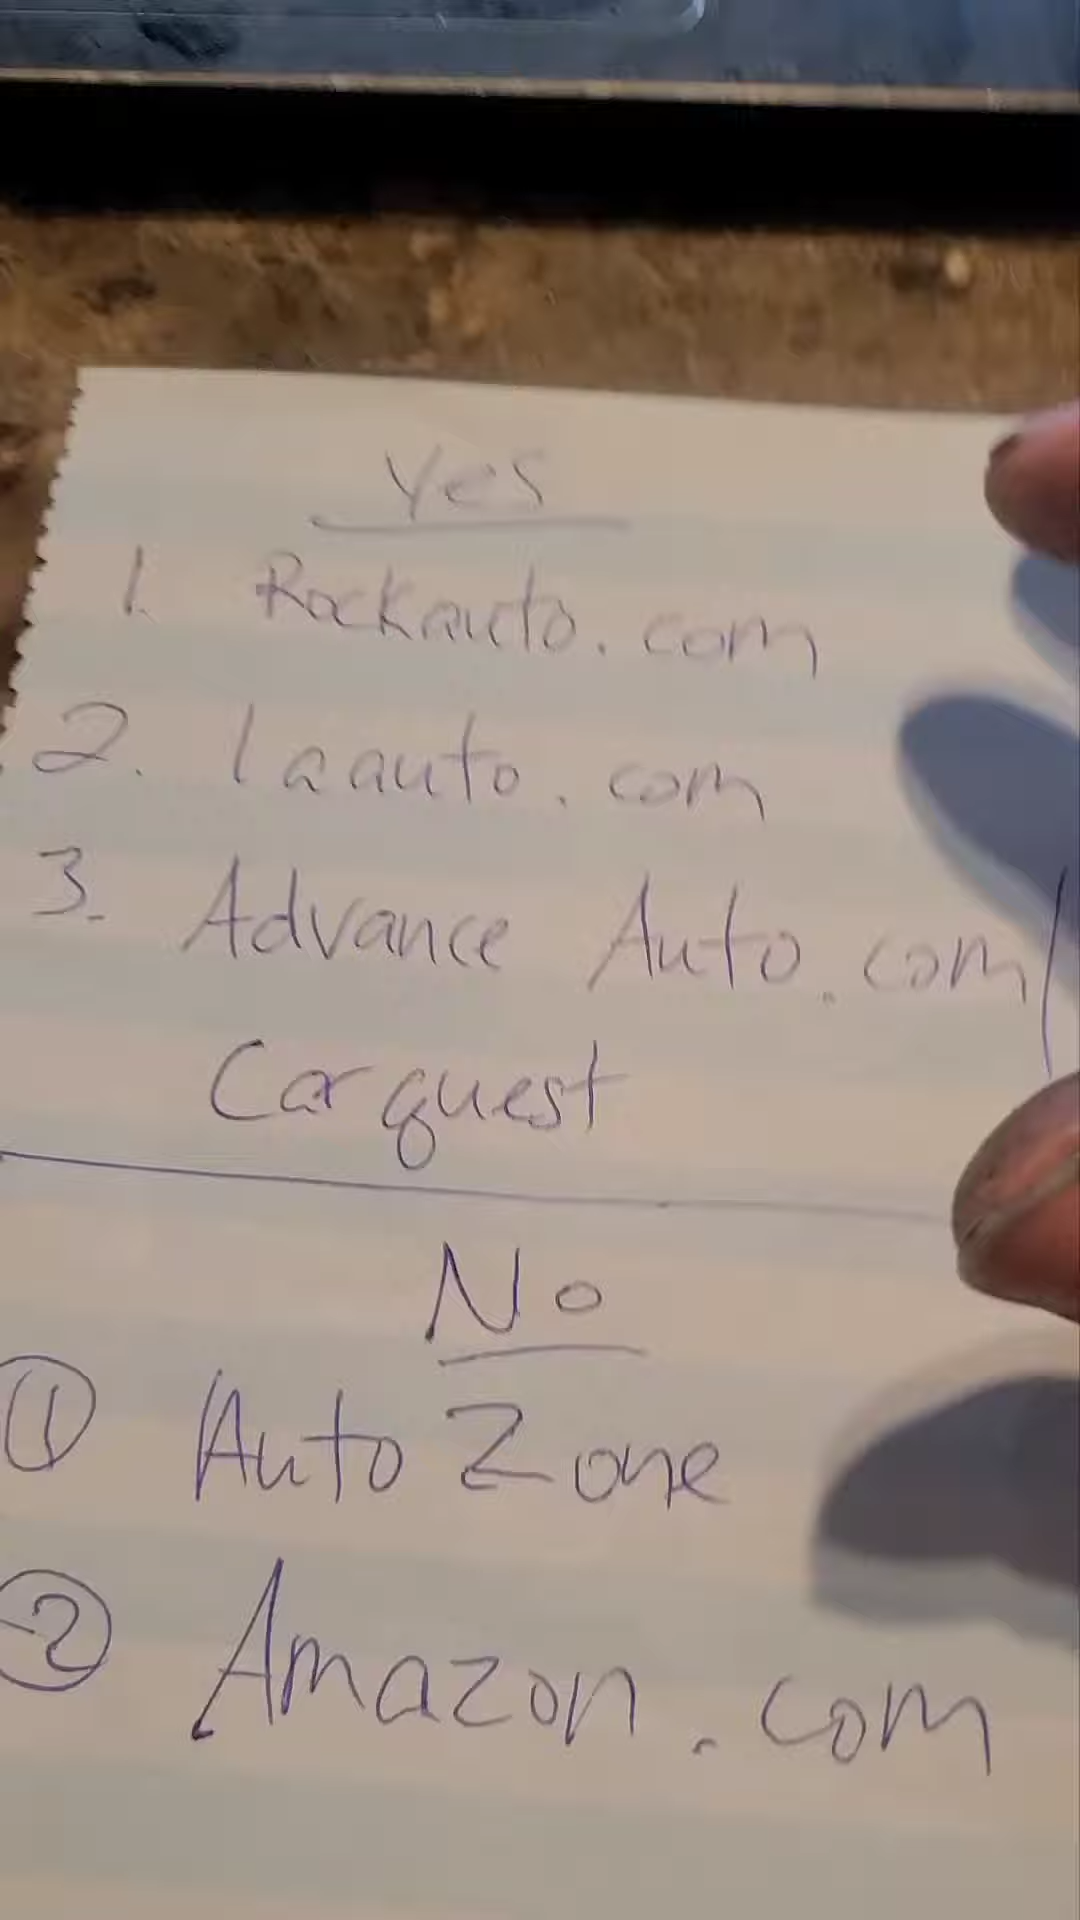 Yes
1. Rockauto.com
2. 1aauto.com
3. Advance Auto.com/
Carquest
No
1 AutoZone
2 Amazon.com